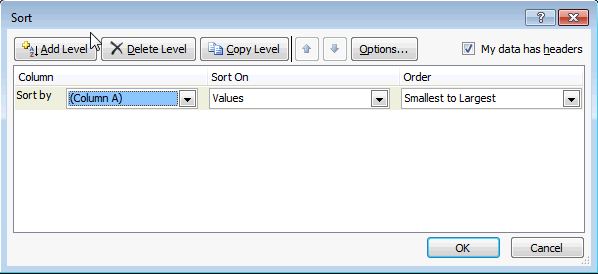 Sort
Add Level Delete Level Copy Level Options... My data has headers
Column Sort On Order
Sort by (Column A) Values Smallest to Largest
OK Cancel